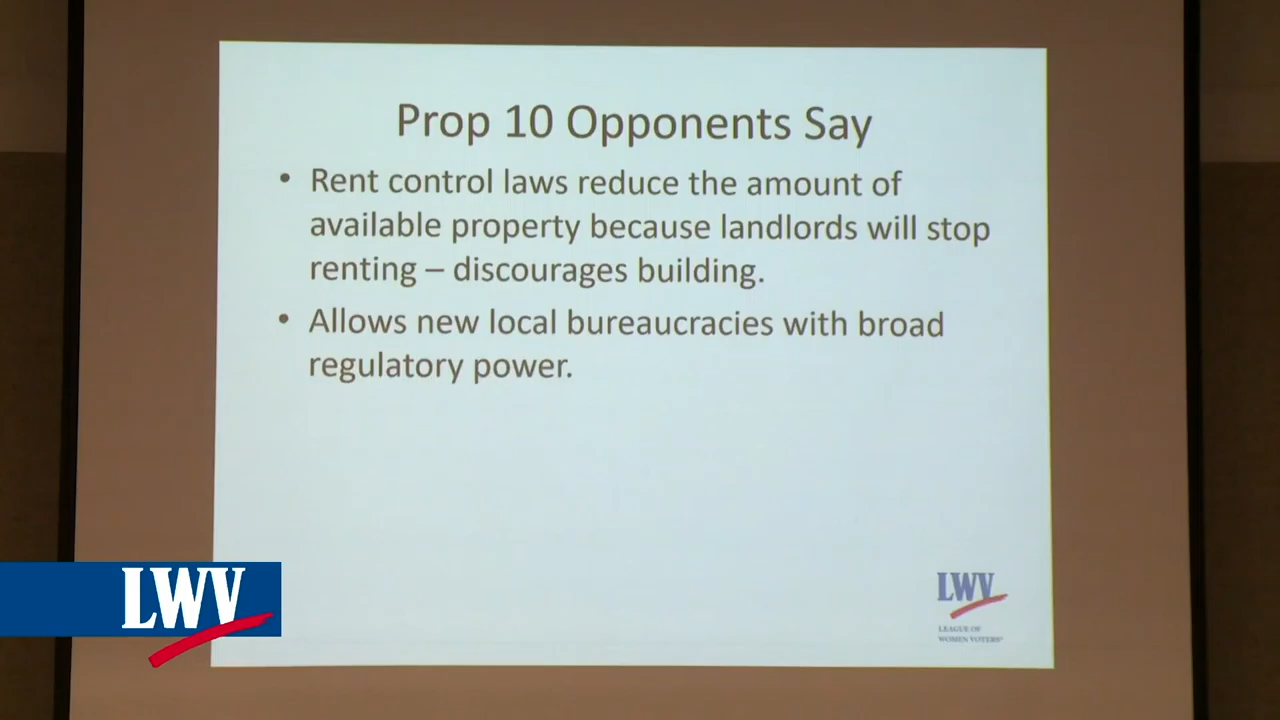 Prop 10 Opponents Say
• Rent control laws reduce the amount of
available property because landlords will stop
renting – discourages building.
• Allows new local bureaucracies with broad
regulatory power.
LWV
LWV
LEAGUE OF
WOMEN VOTERS®